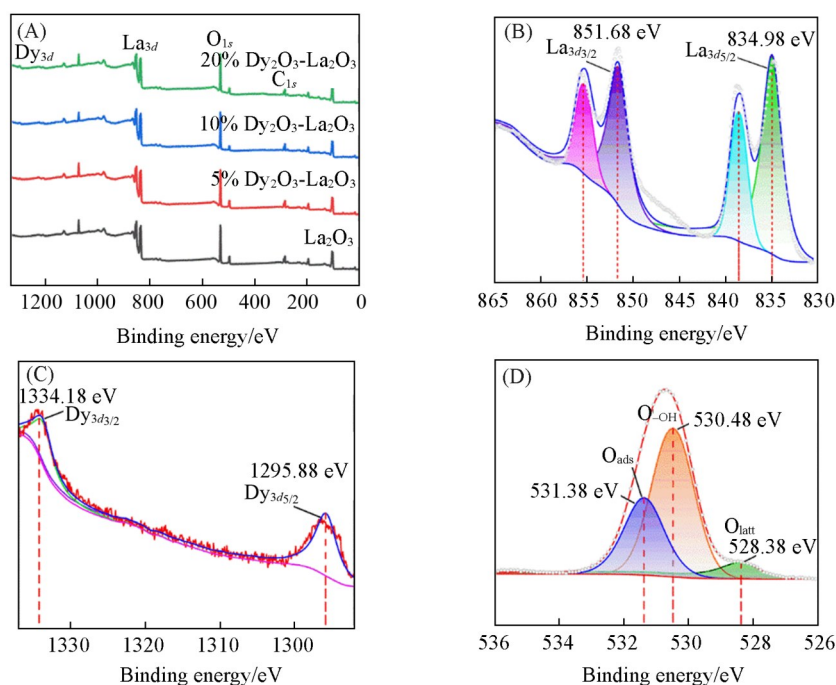 (A)
Dy3d
La3d
O1s
20% Dy2O3-La2O3
C1s
10% Dy2O3-La2O3
5% Dy2O3-La2O3
La2O3
1200 1000 800 600 400 200 0
Binding energy/eV
(B)
851.68 eV
La3d3/2
834.98 eV
La3d5/2
865 860 855 850 845 840 835 830
Binding energy/eV
(C)
1334.18 eV
Dy3d3/2
1295.88 eV
Dy3d5/2
1330 1320 1310 1300
Binding energy/eV
(D)
O-OH
530.48 eV
Oads
531.38 eV
Olatt
528.38 eV
536 534 532 530 528 526
Binding energy/eV